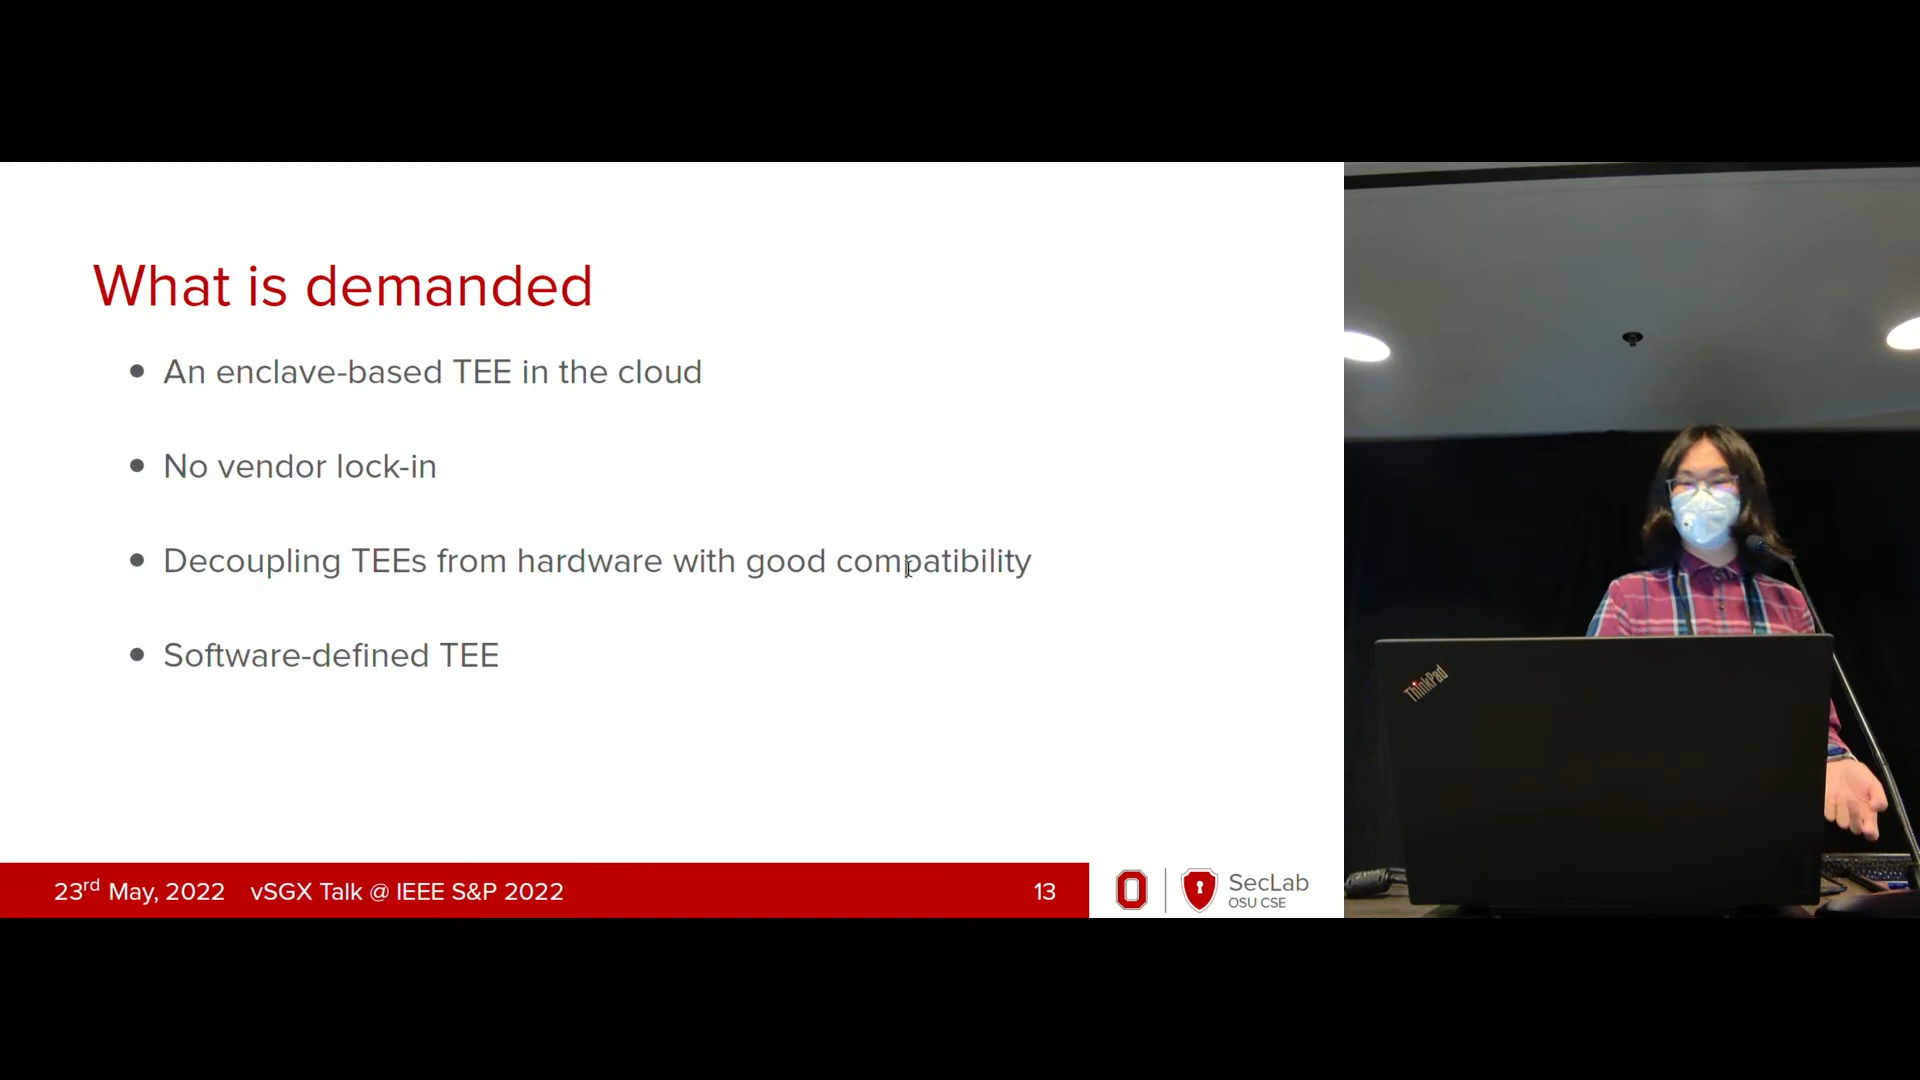 What is demanded
• An enclave-based TEE in the cloud
• No vendor lock-in
• Decoupling TEEs from hardware with good compatibility
• Software-defined TEE
23rd May, 2022 vSGX Talk @ IEEE S&P 2022 13
SecLab
OSU CSE
ThinkPad